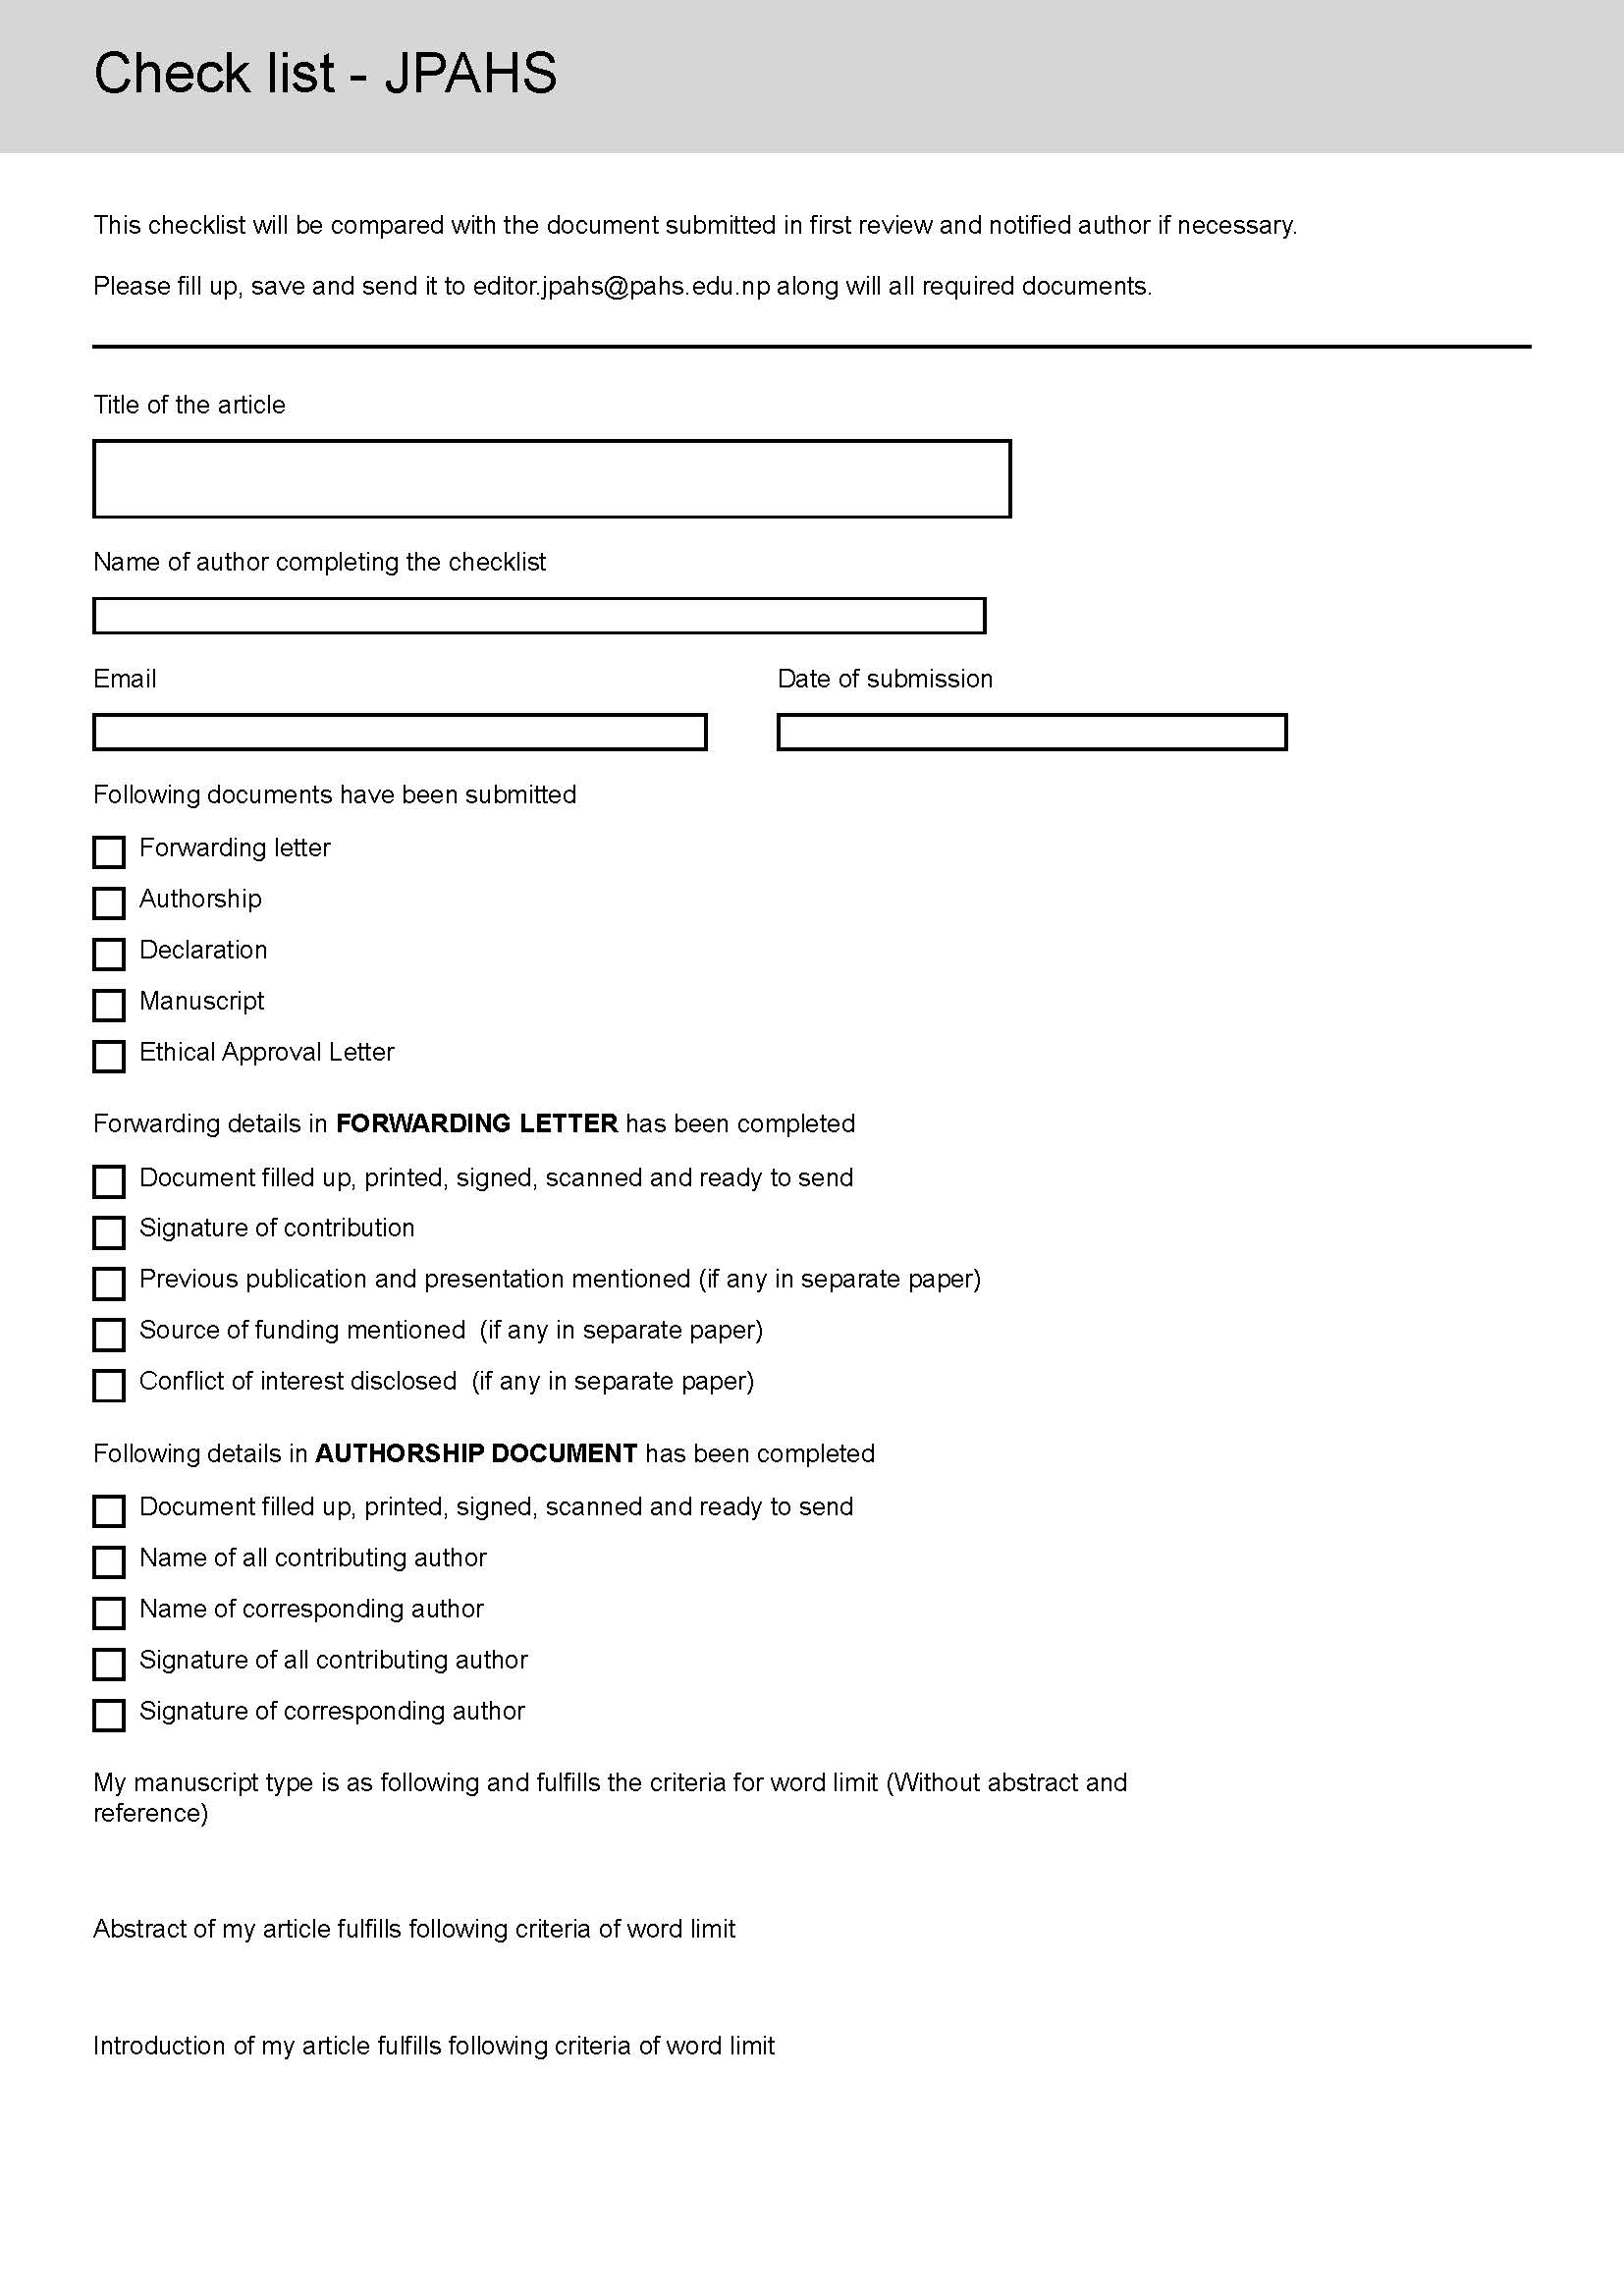 Check list - JPAHS
This checklist will be compared with the document submitted in first review and notified author if necessary.
Please fill up, save and send it to editor.jpahs@pahs.edu.np along will all required documents.
Title of the article
Name of author completing the checklist
Email
Date of submission
Following documents have been submitted
Forwarding letter
Authorship
Declaration
Manuscript
Ethical Approval Letter
Forwarding details in FORWARDING LETTER has been completed
Document filled up, printed, signed, scanned and ready to send
Signature of contribution
Previous publication and presentation mentioned (if any in separate paper)
Source of funding mentioned  (if any in separate paper)
Conflict of interest disclosed  (if any in separate paper)
Following details in AUTHORSHIP DOCUMENT has been completed
Document filled up, printed, signed, scanned and ready to send
Name of all contributing author
Name of corresponding author
Signature of all contributing author
Signature of corresponding author
My manuscript type is as following and fulfills the criteria for word limit (Without abstract and
reference)
Abstract of my article fulfills following criteria of word limit
Introduction of my article fulfills following criteria of word limit